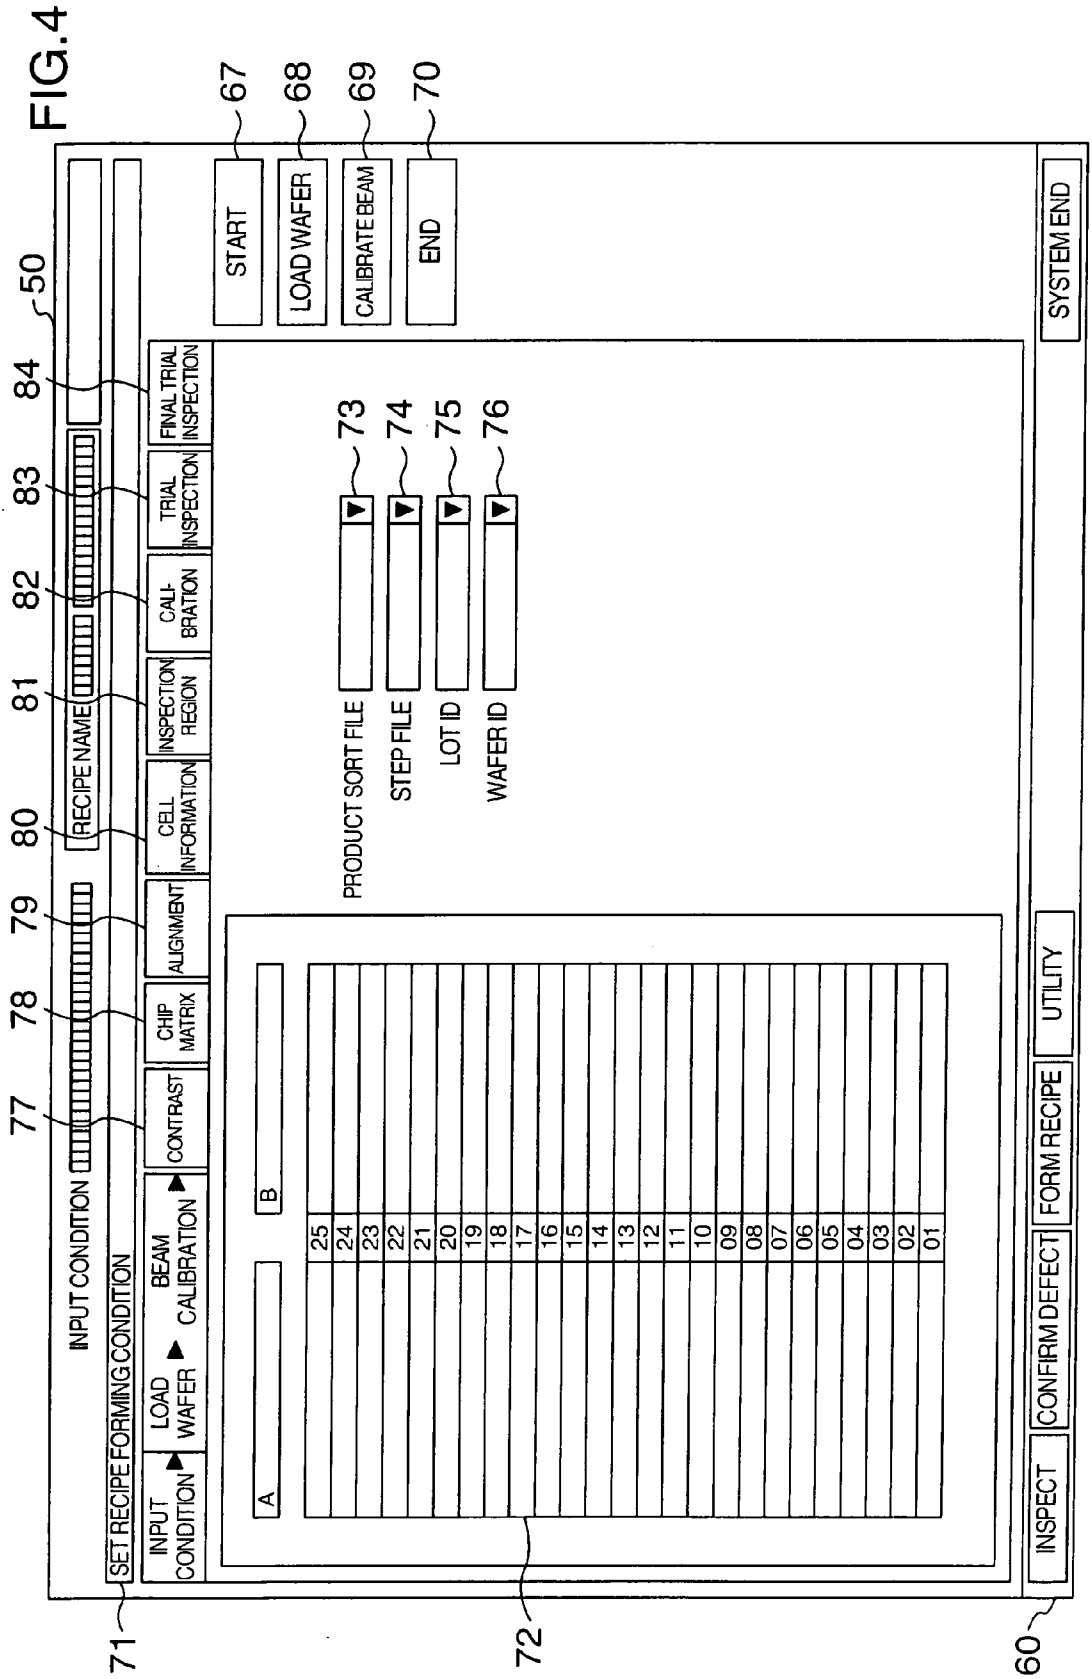 FIG.4
50
INPUT CONDITION
RECIPE NAME
71
SET RECIPE FORMING CONDITION
77
78
79
80
81
82
83
84
INPUT
CONDITION ▶
LOAD
WAFER ▶
BEAM
CALIBRATION ▶
CONTRAST
CHIP
MATRIX
ALIGNMENT
CELL
INFORMATION
INSPECTION
REGION
CALI-
BRATION
TRIAL
INSPECTION
FINAL TRIAL
INSPECTION
START
67
LOAD WAFER
68
CALIBRATE BEAM
69
END
70
A
B
25
24
23
22
21
20
19
18
17
16
15
14
13
12
11
10
09
08
07
06
05
04
03
02
01
72
PRODUCT SORT FILE ▼ 73
STEP FILE ▼ 74
LOT ID ▼ 75
WAFER ID ▼ 76
60
INSPECT
CONFIRM DEFECT
FORM RECIPE
UTILITY
SYSTEM END